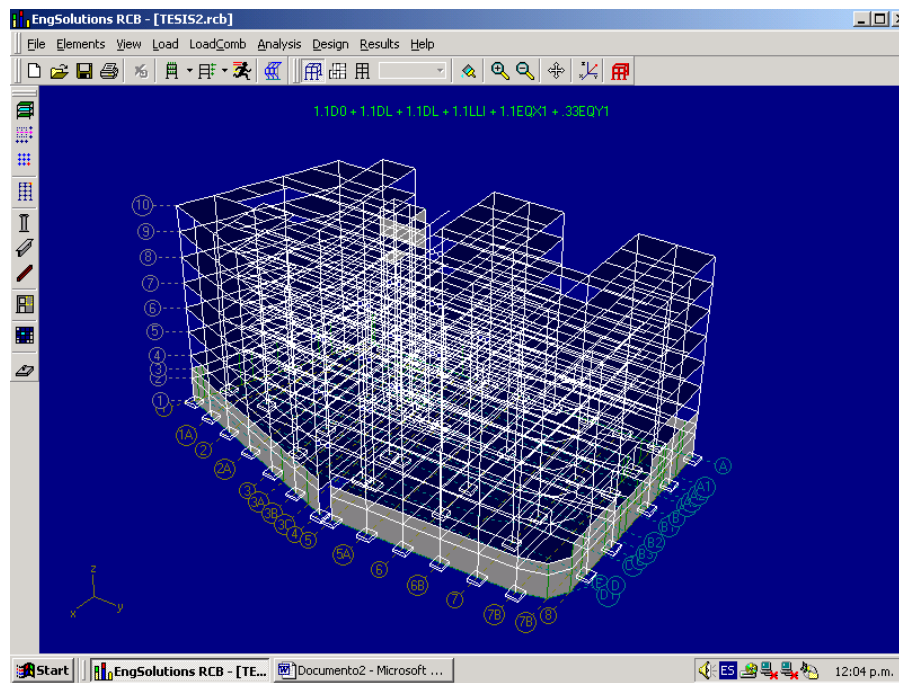 EngSolutions RCB - [TESIS2.rcb]
File Elements View Load LoadComb Analysis Design Results Help
1.1D0 + 1.1DL + 1.1DL + 1.1LLI + 1.1EQX1 + .33EQY1
10
9
8
7
6
5
4
3
2
1
1A
2
2A
3
3A
3B
3C
4
5
5A
6
6B
7
7B
7B
8
A
z
x
y
Start
EngSolutions RCB - [TE...
Documento2 - Microsoft ...
ES
12:04 p.m.